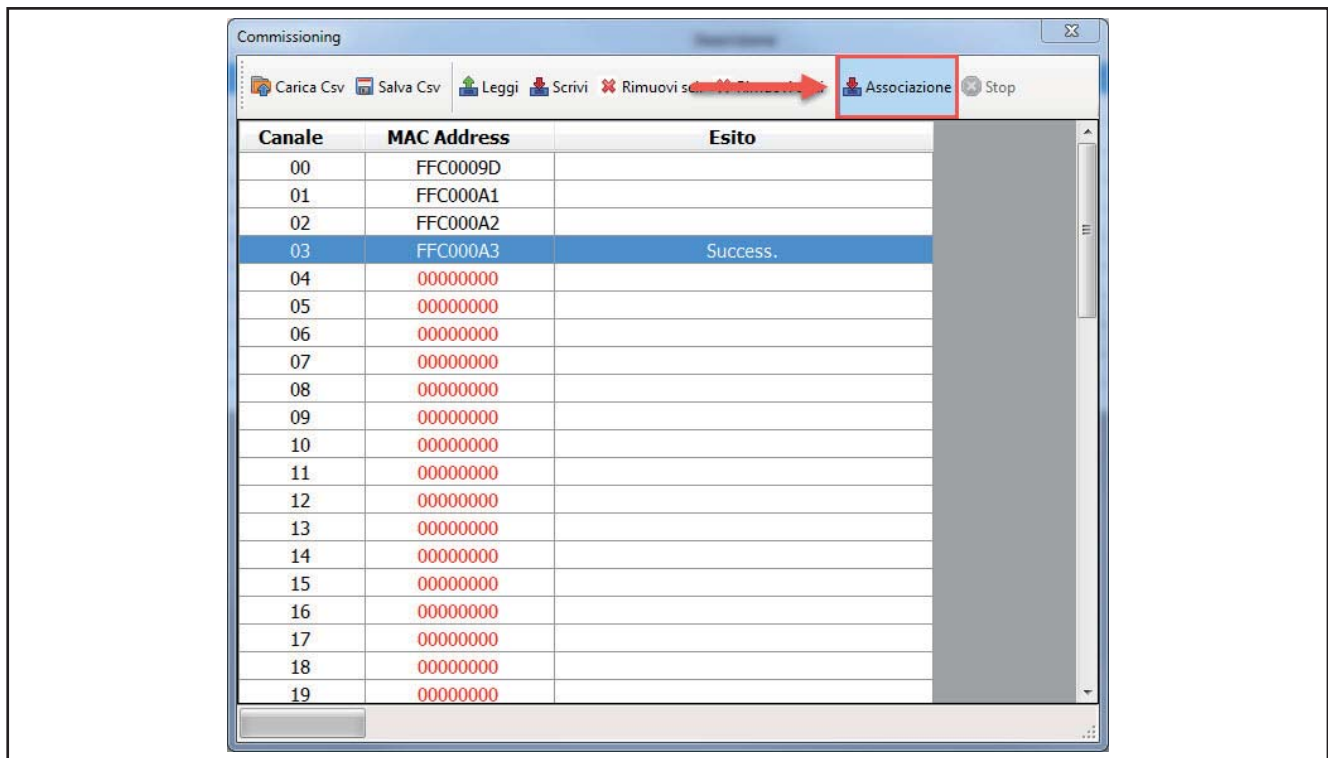 Commissioning
Carica Csv Salva Csv Leggi Scrivi Rimuovi Associazione Stop
Canale MAC Address Esito
00 FFC0009D
01 FFC000A1
02 FFC000A2
03 FFC000A3 Success.
04 00000000
05 00000000
06 00000000
07 00000000
08 00000000
09 00000000
10 00000000
11 00000000
12 00000000
13 00000000
14 00000000
15 00000000
16 00000000
17 00000000
18 00000000
19 00000000